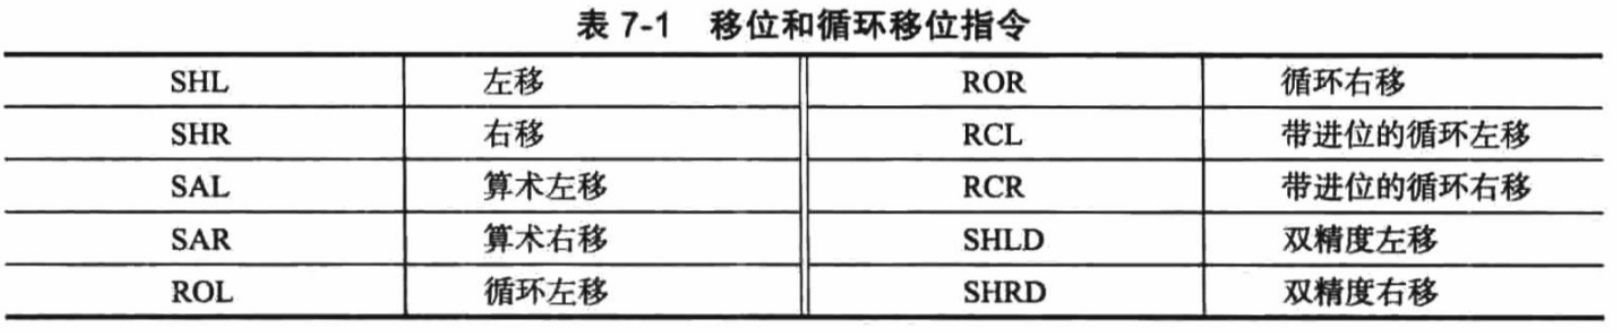 表 7-1 移位和循环移位指令
SHL 左移 ROR 循环右移
SHR 右移 RCL 带进位的循环左移
SAL 算术左移 RCR 带进位的循环右移
SAR 算术右移 SHLD 双精度左移
ROL 循环左移 SHRD 双精度右移